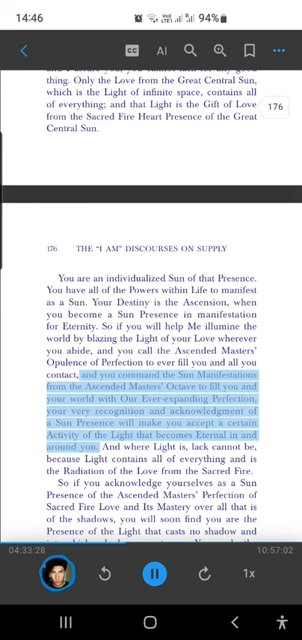 14:46
94%
CC
AI
thing. Only the Love from the Great Central Sun,
which is the Light of infinite space, contains all
of everything; and that Light is the Gift of Love
from the Sacred Fire Heart Presence of the Great
Central Sun.
176
176 THE “I AM” DISCOURSES ON SUPPLY
You are an individualized Sun of that Presence.
You have all of the Powers within Life to manifest
as a Sun. Your Destiny is the Ascension, when
you become a Sun Presence in manifestation
for Eternity. So if you will help Me illumine the
world by blazing the Light of your Love wherever
you abide, and you call the Ascended Masters’
Opulence of Perfection to ever fill you and all you
contact, and you command the Sun Manifestations
from the Ascended Masters’ Octave to fill you and
your world with Our Ever-expanding Perfection,
your very recognition and acknowledgment of
a Sun Presence will make you accept a certain
Activity of the Light that becomes Eternal in and
around you. And where Light is, lack cannot be,
because Light contains all of everything and is
the Radiation of the Love from the Sacred Fire.
So if you acknowledge yourselves as a Sun
Presence of the Ascended Masters’ Perfection of
Sacred Fire Love and Its Mastery over all that is
of the shadows, you will soon find you are the
Presence of the Light that casts no shadow and
04:33:28
10:57:02
1x